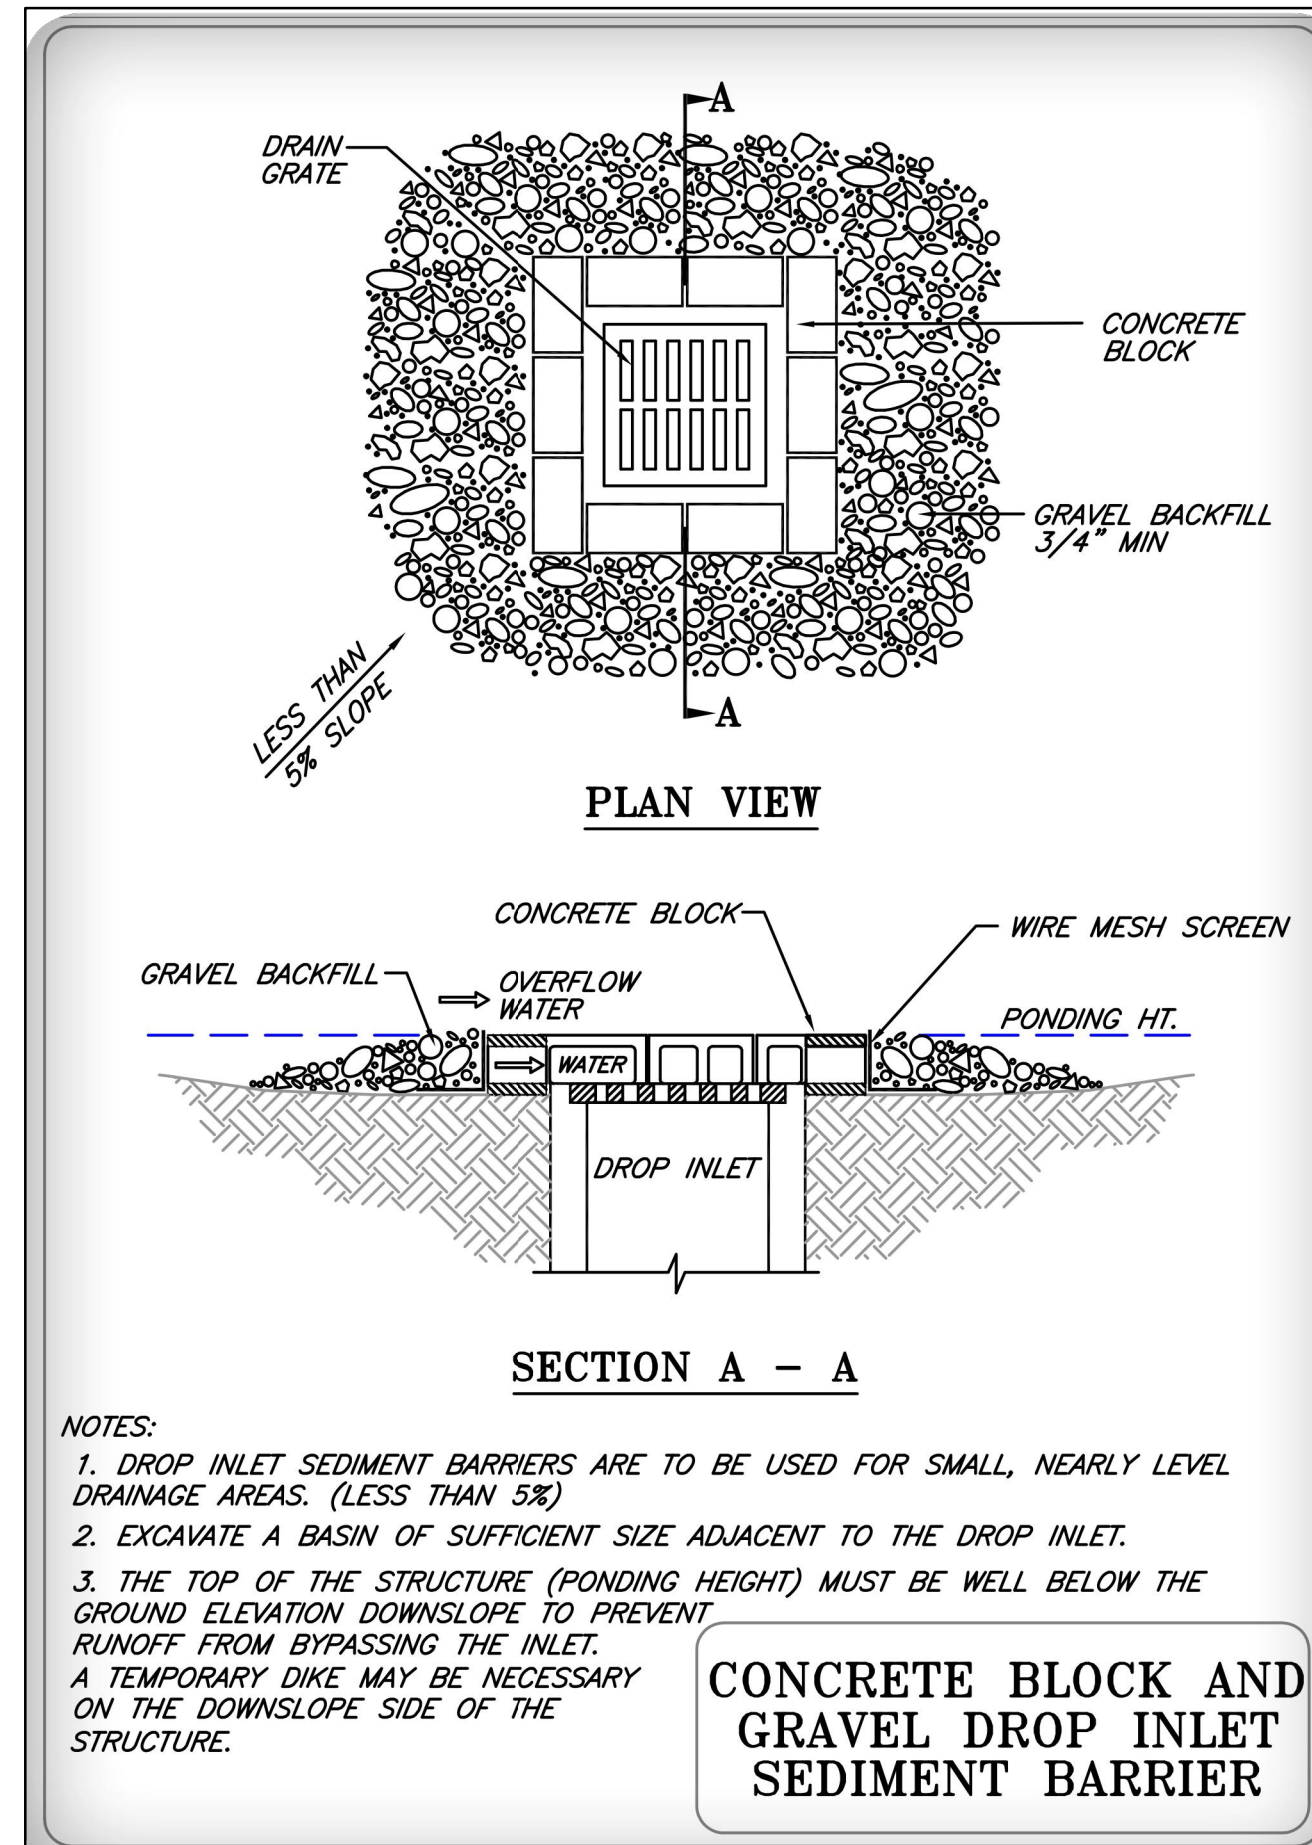 A
DRAIN
GRATE
CONCRETE
BLOCK
GRAVEL BACKFILL
3/4" MIN
LESS THAN
5% SLOPE
A
PLAN VIEW
CONCRETE BLOCK
WIRE MESH SCREEN
GRAVEL BACKFILL
OVERFLOW
WATER
PONDING HT.
WATER
DROP INLET
SECTION A - A
NOTES:
1. DROP INLET SEDIMENT BARRIERS ARE TO BE USED FOR SMALL, NEARLY LEVEL
DRAINAGE AREAS. (LESS THAN 5%)
2. EXCAVATE A BASIN OF SUFFICIENT SIZE ADJACENT TO THE DROP INLET.
3. THE TOP OF THE STRUCTURE (PONDING HEIGHT) MUST BE WELL BELOW THE
GROUND ELEVATION DOWNSLOPE TO PREVENT
RUNOFF FROM BYPASSING THE INLET.
A TEMPORARY DIKE MAY BE NECESSARY
ON THE DOWNSLOPE SIDE OF THE
STRUCTURE.
CONCRETE BLOCK AND
GRAVEL DROP INLET
SEDIMENT BARRIER